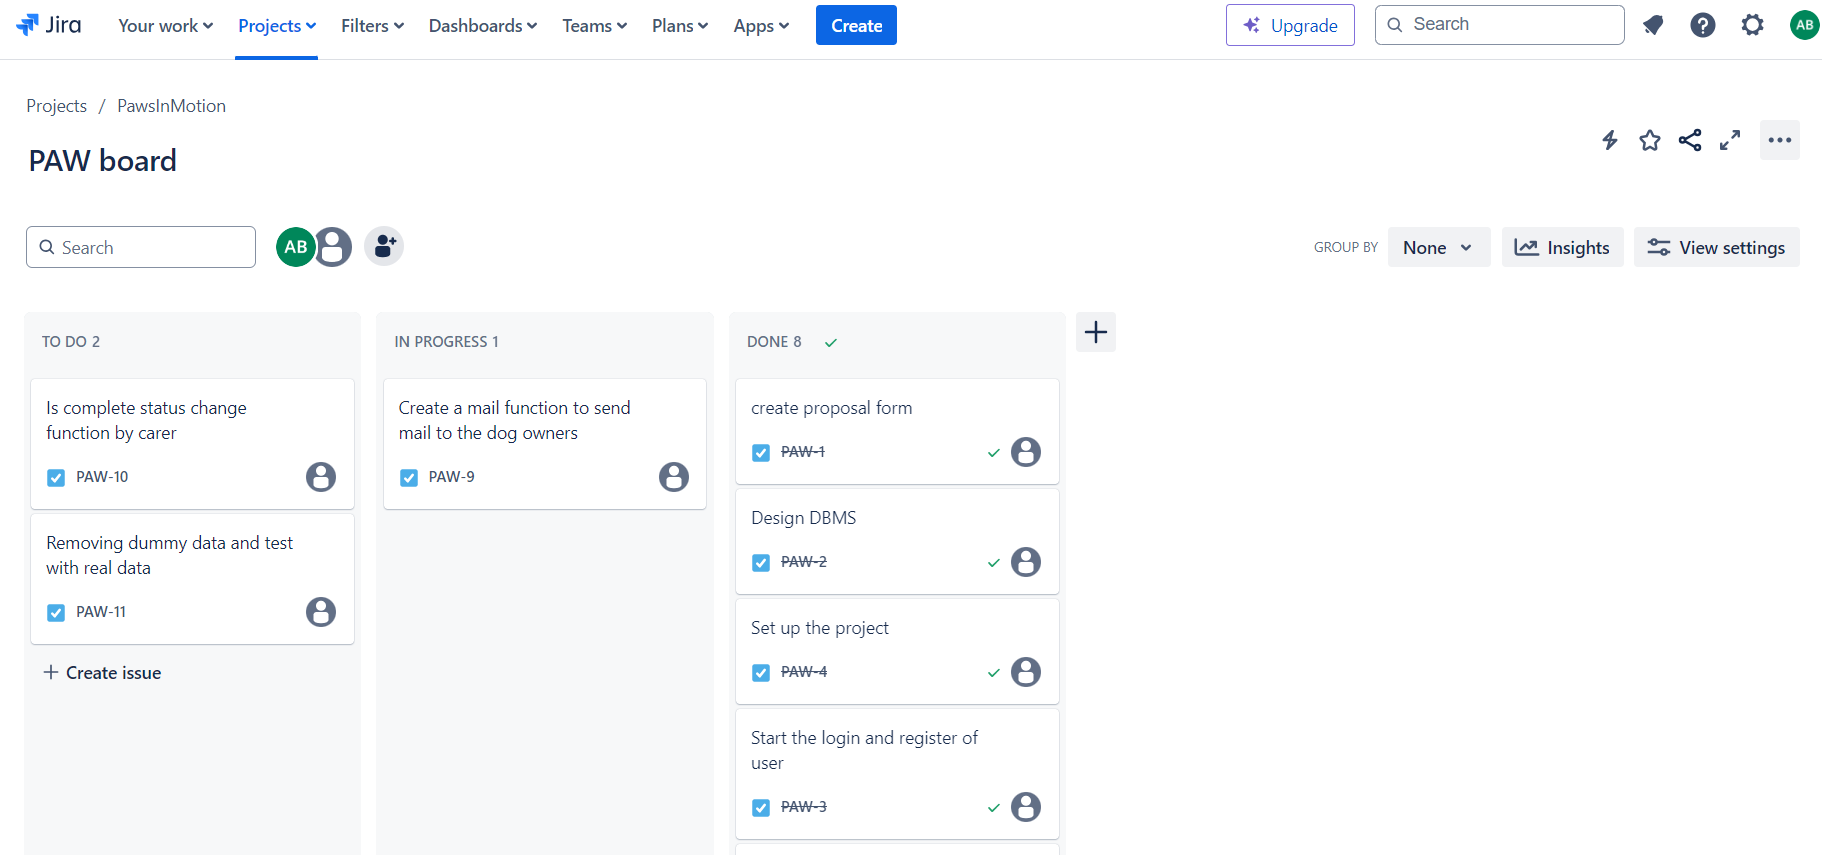 Jira
Your work
Projects
Filters
Dashboards
Teams
Plans
Apps
Create
Upgrade
Search
AB
Projects / PawsInMotion
PAW board
Search
AB
GROUP BY
None
Insights
View settings
TO DO 2
Is complete status change
function by carer
PAW-10
Removing dummy data and test
with real data
PAW-11
Create issue
IN PROGRESS 1
Create a mail function to send
mail to the dog owners
PAW-9
DONE 8
create proposal form
PAW-1
Design DBMS
PAW-2
Set up the project
PAW-4
Start the login and register of
user
PAW-3